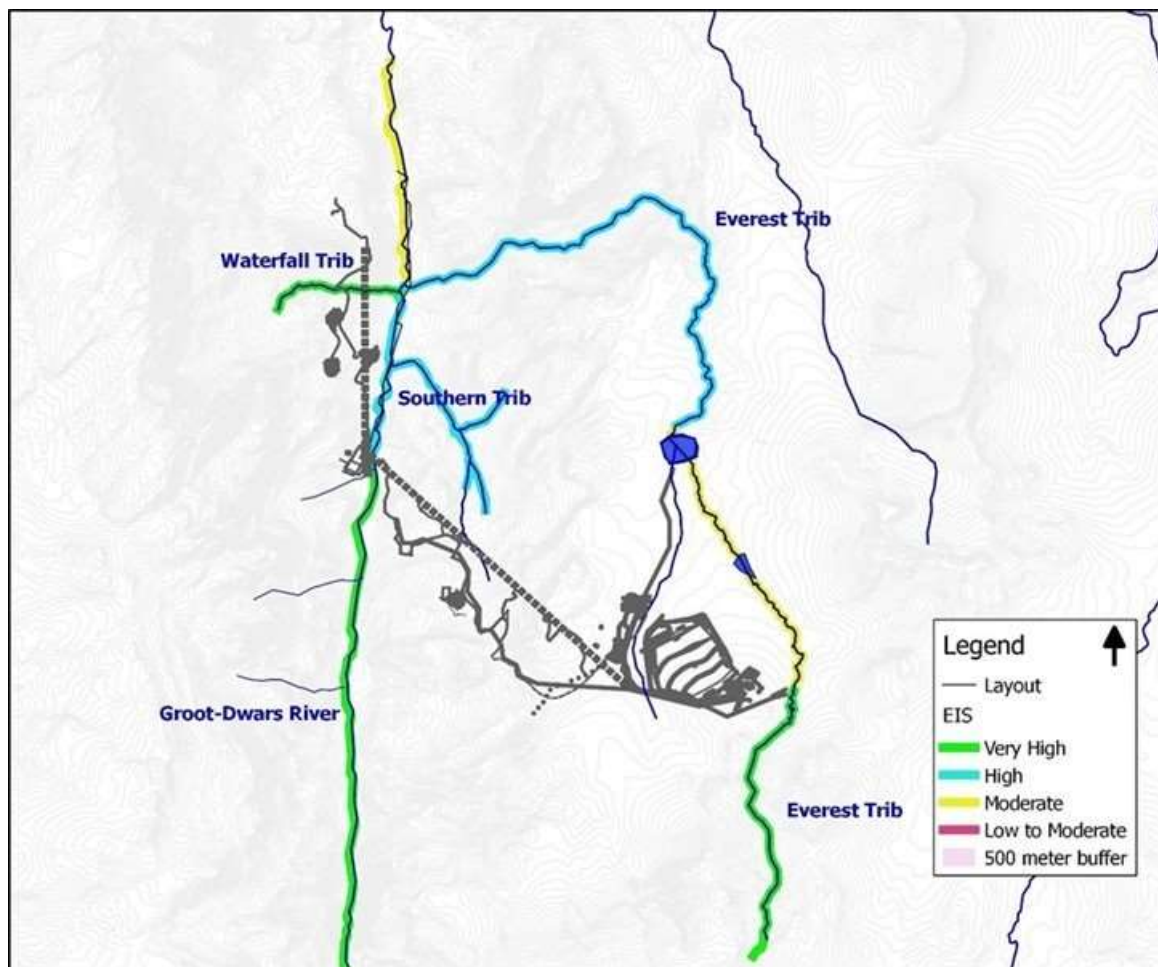 Everest Trib
Waterfall Trib
Southern Trib
Groot-Dwars River
Everest Trib
Legend
Layout
EIS
Very High
High
Moderate
Low to Moderate
500 meter buffer